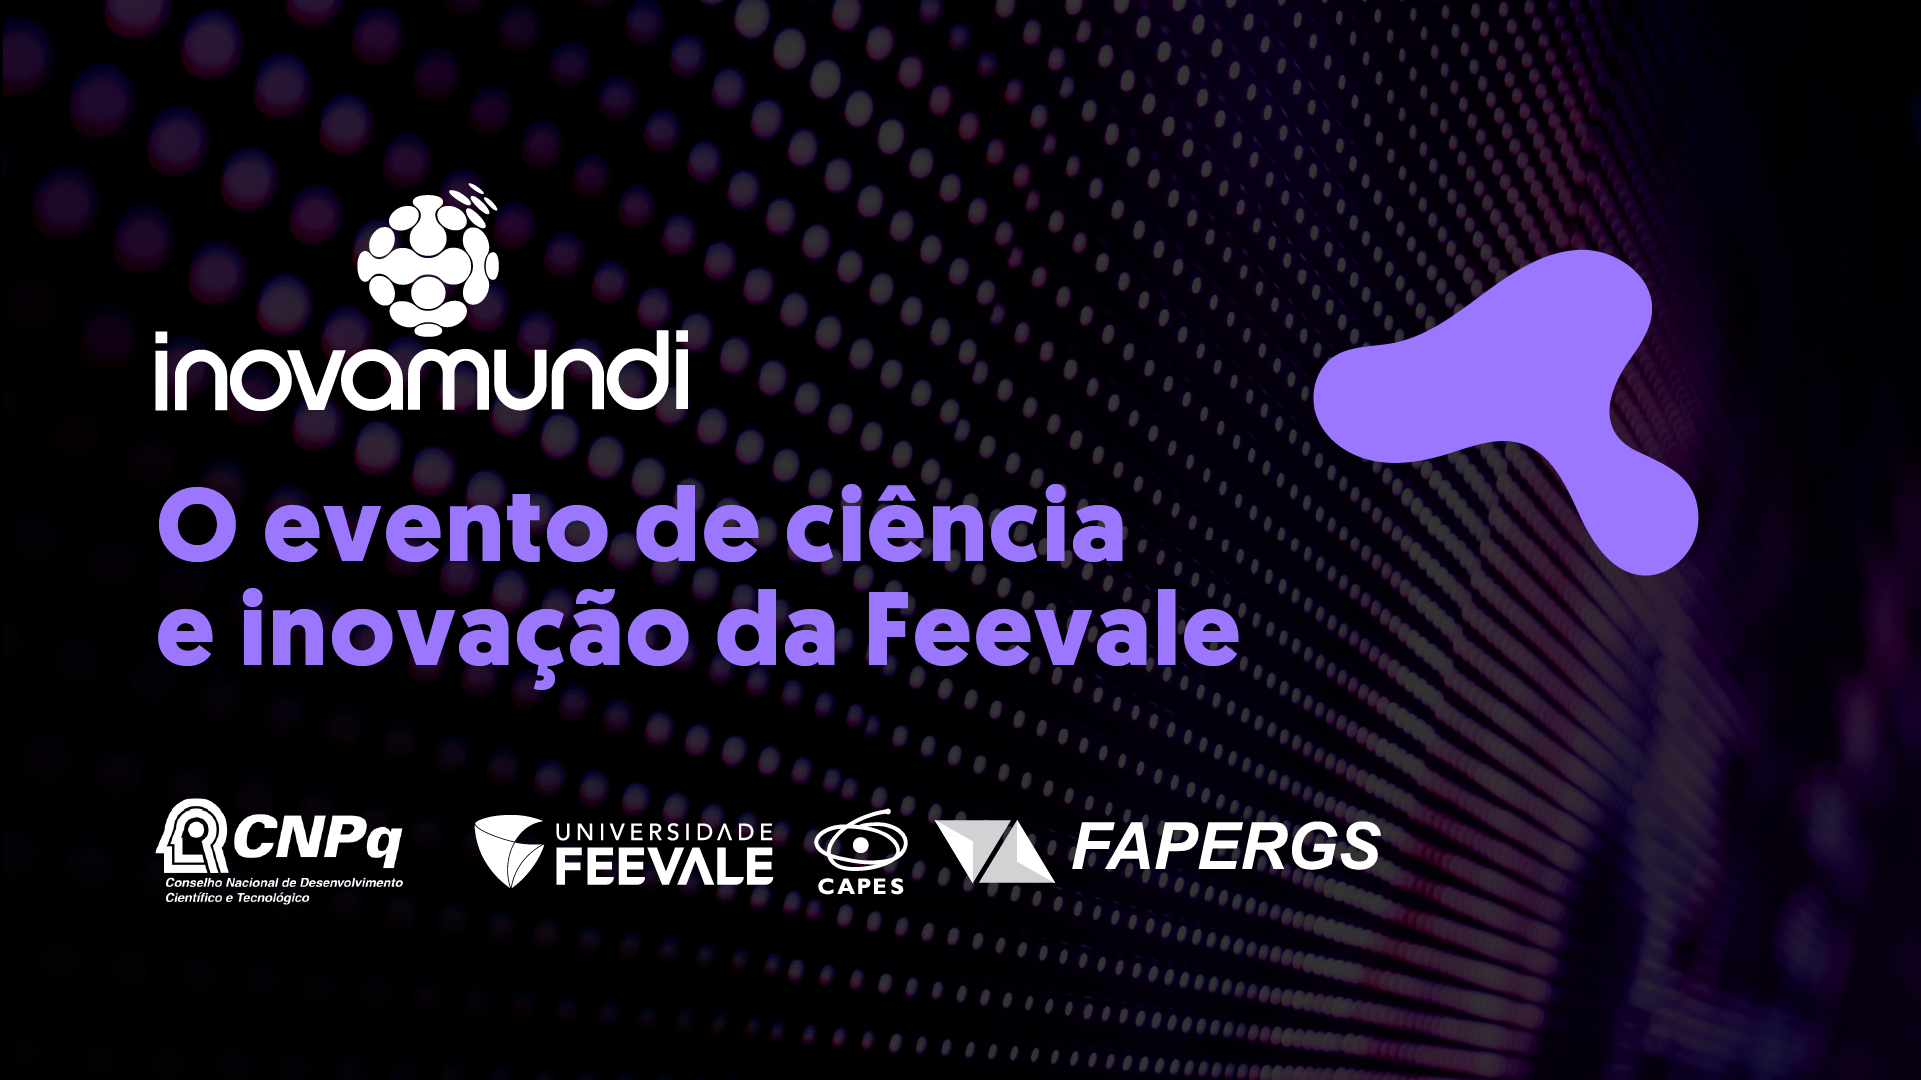 inovamundi
O evento de ciência
e inovação da Feevale
CNPq
Conselho Nacional de Desenvolvimento
Científico e Tecnológico
UNIVERSIDADE
FEEVALE
CAPES
FAPERGS